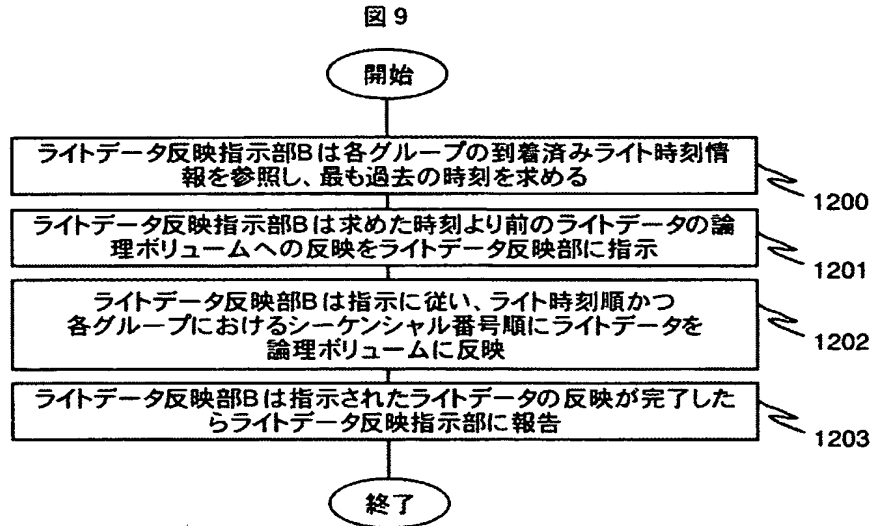 図9
開始
ライトデータ反映指示部Bは各グループの到着済みライト時刻情
報を参照し、最も過去の時刻を求める
1200
ライトデータ反映指示部Bは求めた時刻より前のライトデータの論
理ボリュームへの反映をライトデータ反映部に指示
1201
ライトデータ反映部Bは指示に従い、ライト時刻順かつ
各グループにおけるシーケンシャル番号順にライトデータを
論理ボリュームに反映
1202
ライトデータ反映部Bは指示されたライトデータの反映が完了した
らライトデータ反映指示部に報告
1203
終了